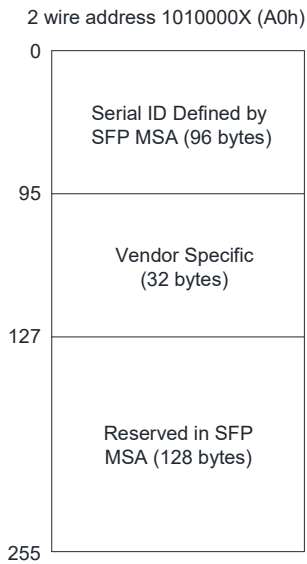 2 wire address 1010000X (A0h)
0
Serial ID Defined by
SFP MSA (96 bytes)
95
Vendor Specific
(32 bytes)
127
Reserved in SFP
MSA (128 bytes)
255